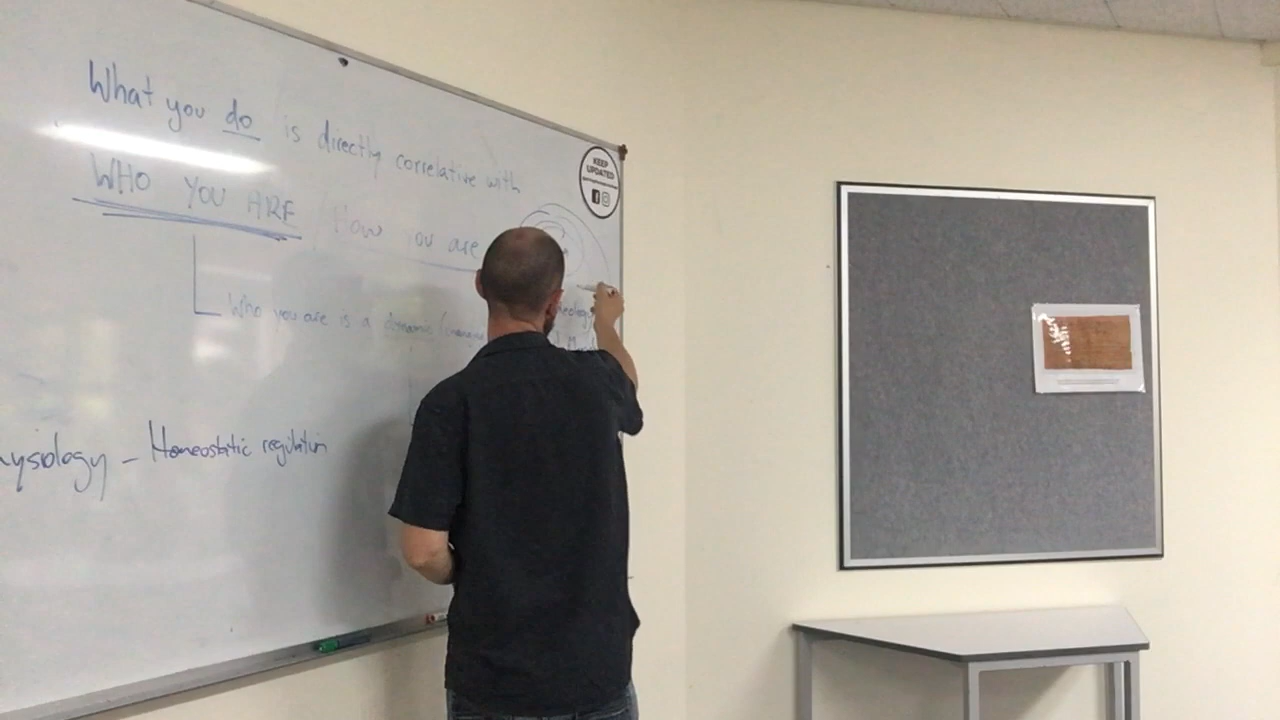 What you do is directly correlative with
WHO YOU ARE (How you are
Who you are is a dynamic
Homeostatic regulation
KEEP
UPDATED